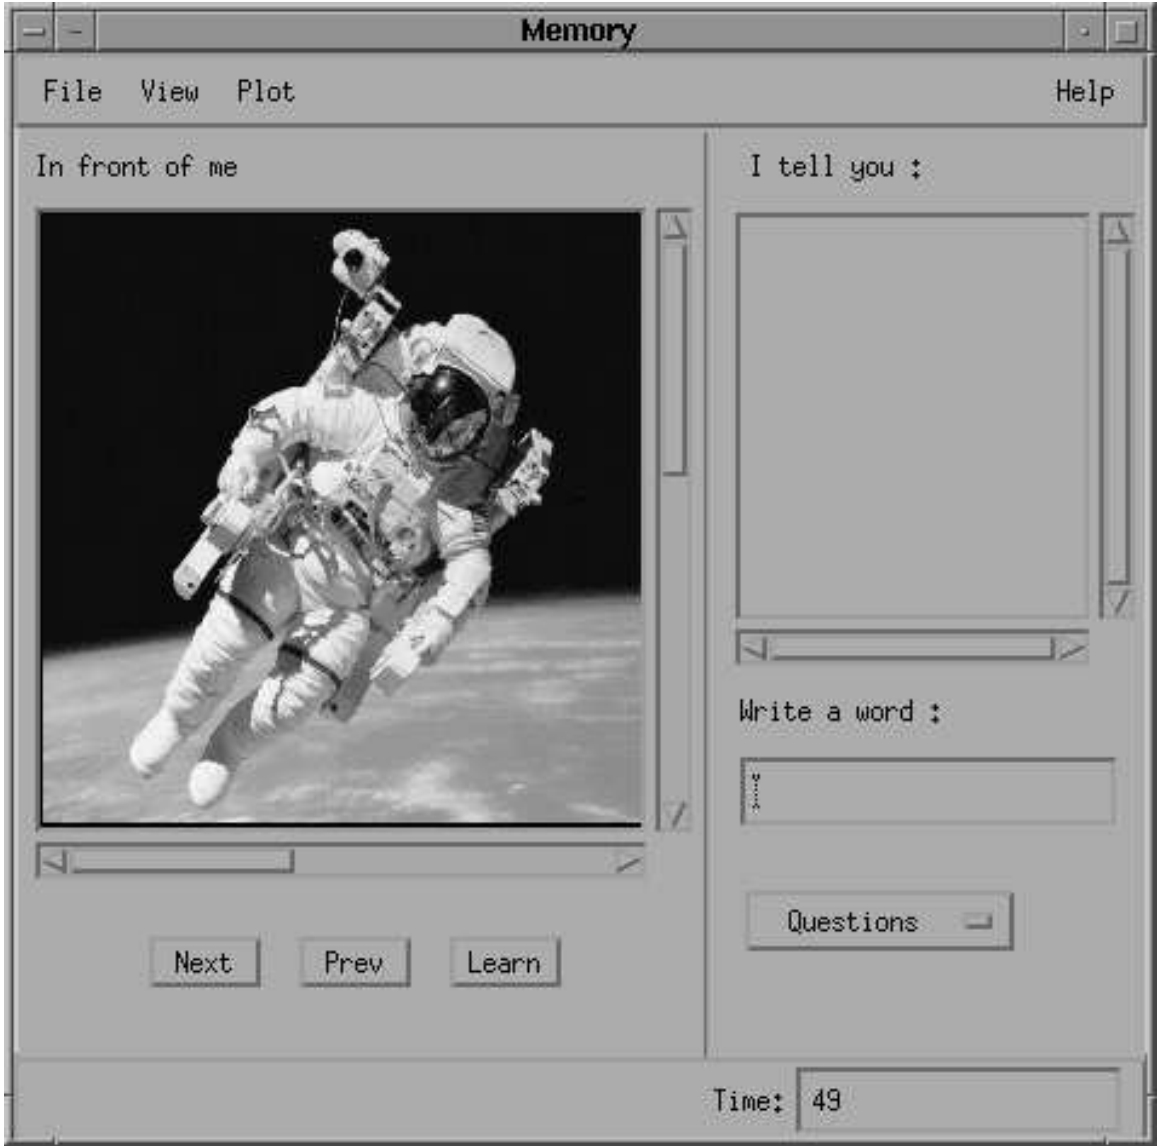 Memory
File View Plot Help
In front of me
I tell you :
Write a word :
Questions
Next Prev Learn
Time: 49